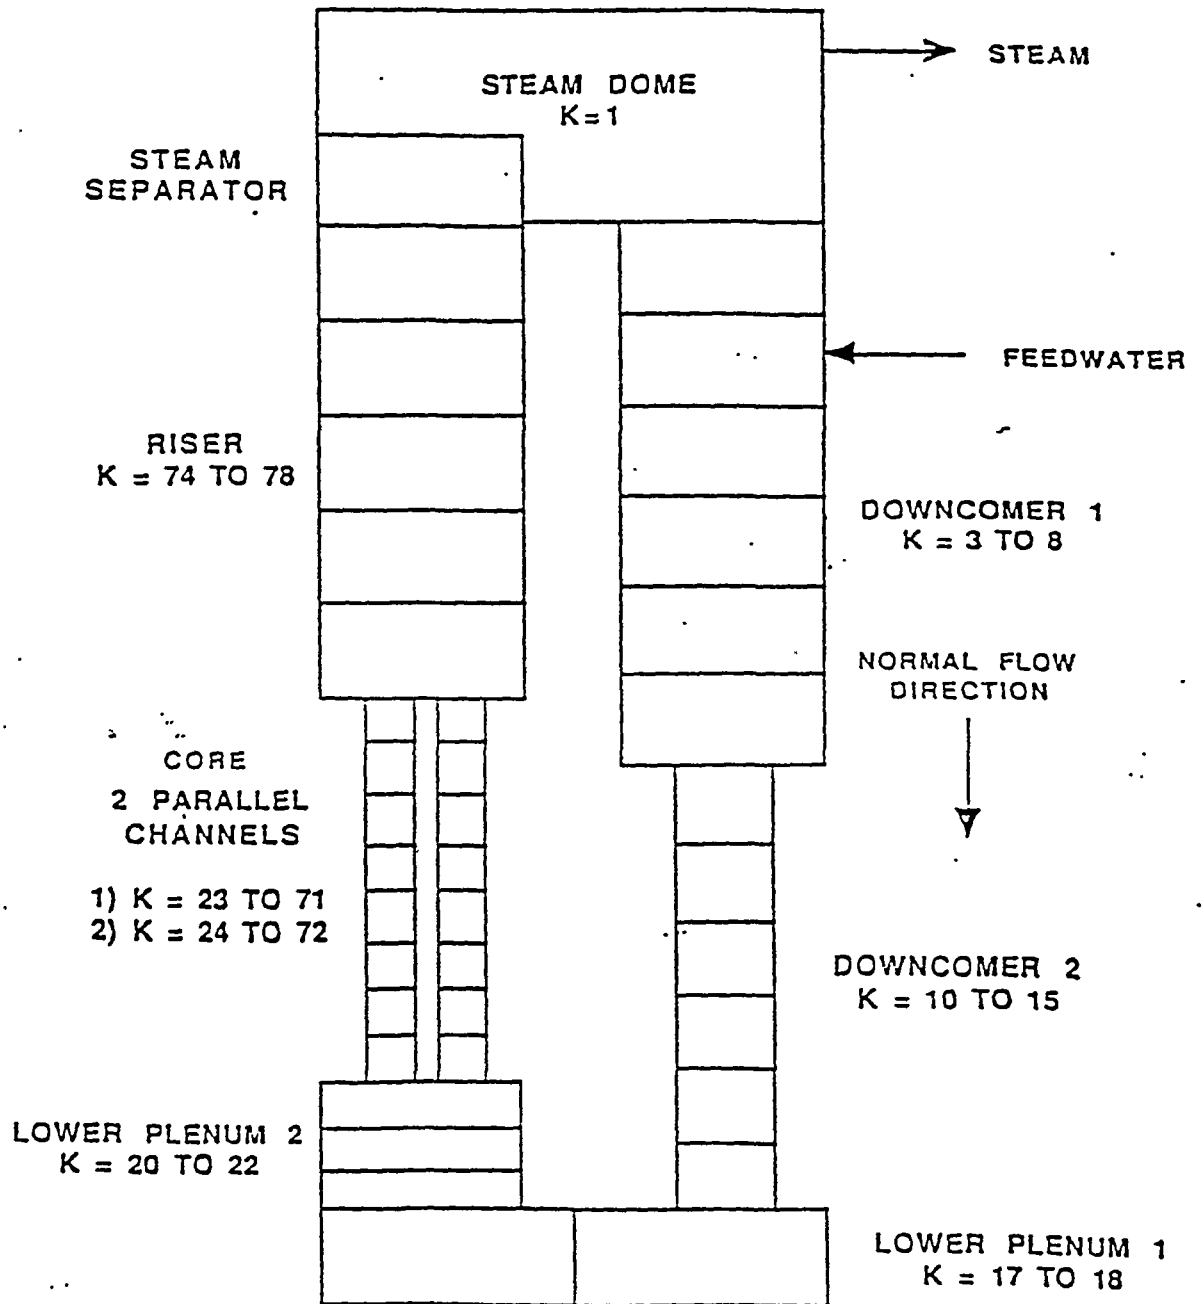 STEAM DOME
K=1
STEAM
STEAM
SEPARATOR
FEEDWATER
RISER
K = 74 TO 78
DOWNCOMER 1
K = 3 TO 8
NORMAL FLOW
DIRECTION
CORE
2 PARALLEL
CHANNELS
1) K = 23 TO 71
2) K = 24 TO 72
DOWNCOMER 2
K = 10 TO 15
LOWER PLENUM 2
K = 20 TO 22
LOWER PLENUM 1
K = 17 TO 18